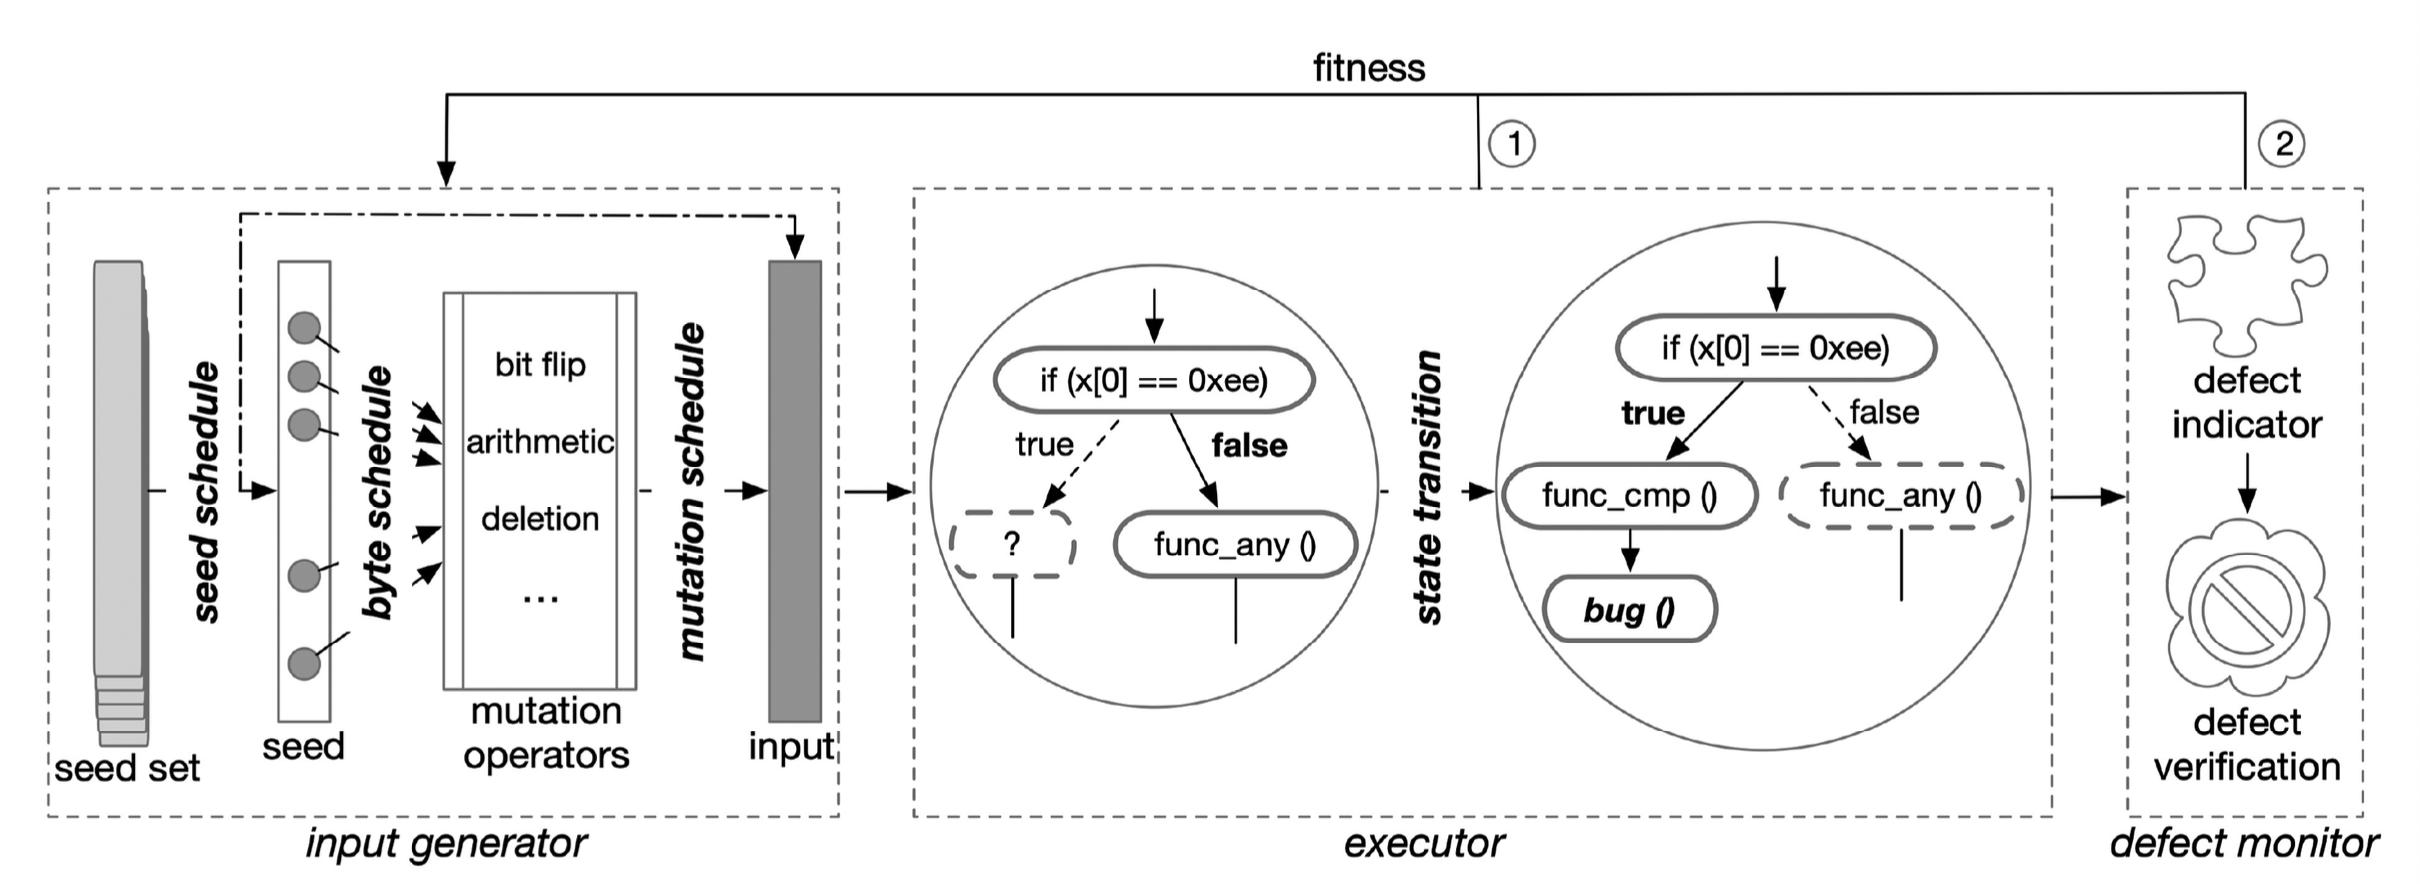 fitness
1
2
seed schedule
byte schedule
bit flip
arithmetic
deletion
...
mutation schedule
mutation
operators
seed set
seed
input
input generator
if (x[0] == 0xee)
true
false
?
func_any ()
state transition
if (x[0] == 0xee)
true
false
func_cmp ()
func_any ()
bug ()
executor
defect
indicator
defect
verification
defect monitor